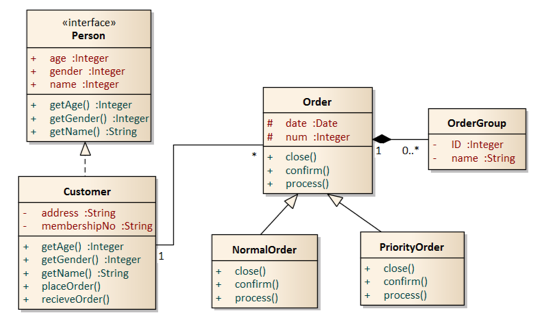 «interface»
Person
+ age :Integer
+ gender :Integer
+ name :Integer
+ getAge() :Integer
+ getGender() :Integer
+ getName() :String
Customer
- address :String
- membershipNo :String
+ getAge() :Integer
+ getGender() :Integer
+ getName() :String
+ placeOrder()
+ recieveOrder()
1
*
Order
# date :Date
# num :Integer
+ close()
+ confirm()
+ process()
1
0..*
OrderGroup
- ID :Integer
- name :String
NormalOrder
+ close()
+ confirm()
+ process()
PriorityOrder
+ close()
+ confirm()
+ process()